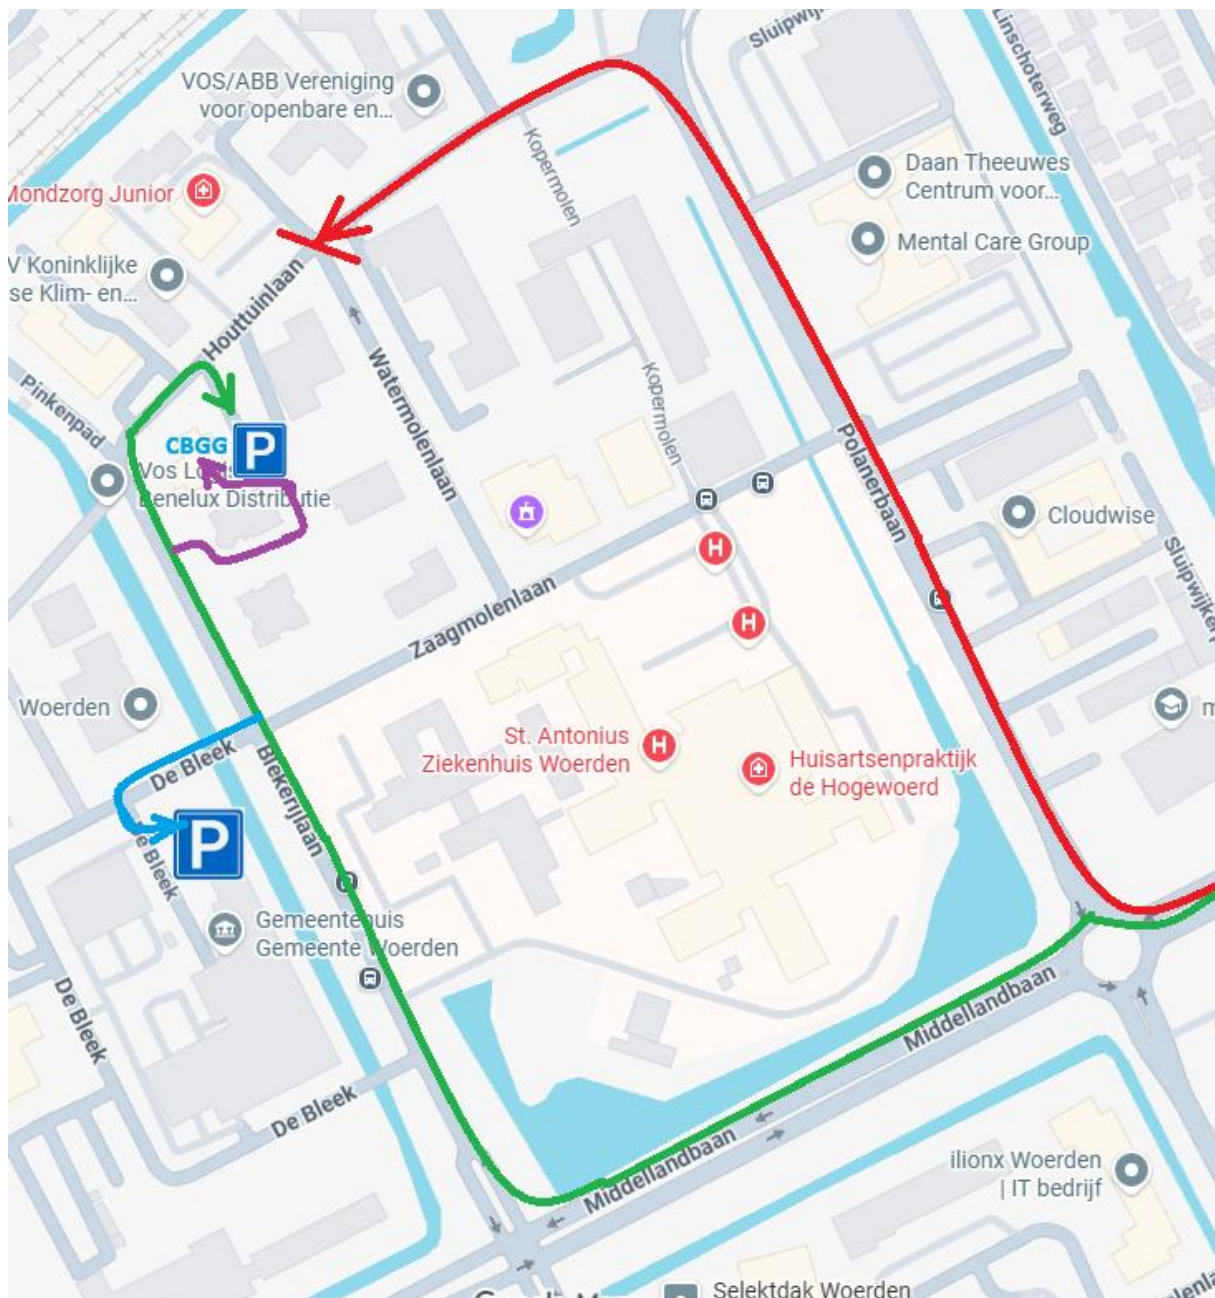 Sluipwijk
Linschoterweg
VOS/ABB Vereniging
voor openbare en...
Kopermolen
Daan Theeuwes
Centrum voor...
Mondzorg Junior
Mental Care Group
V Koninklijke
se Klim- en...
Houttuinlaan
Watermolenlaan
Kopermolen
Pinkenpad
Polanerbaan
CBGG
P
Vos Lo
Benelux Distributie
Cloudwise
Sluipwijker
H
Zaagmolenlaan
H
Woerden
St. Antonius
Ziekenhuis Woerden
H
Huisartsenpraktijk
de Hogewoerd
m
De Bleek
Blekerijlaan
P
De Bleek
Gemeentehuis
Gemeente Woerden
De Bleek
Middellandbaan
De Bleek
Middellandbaan
ilionx Woerden
| IT bedrijf
Selektdak Woerden